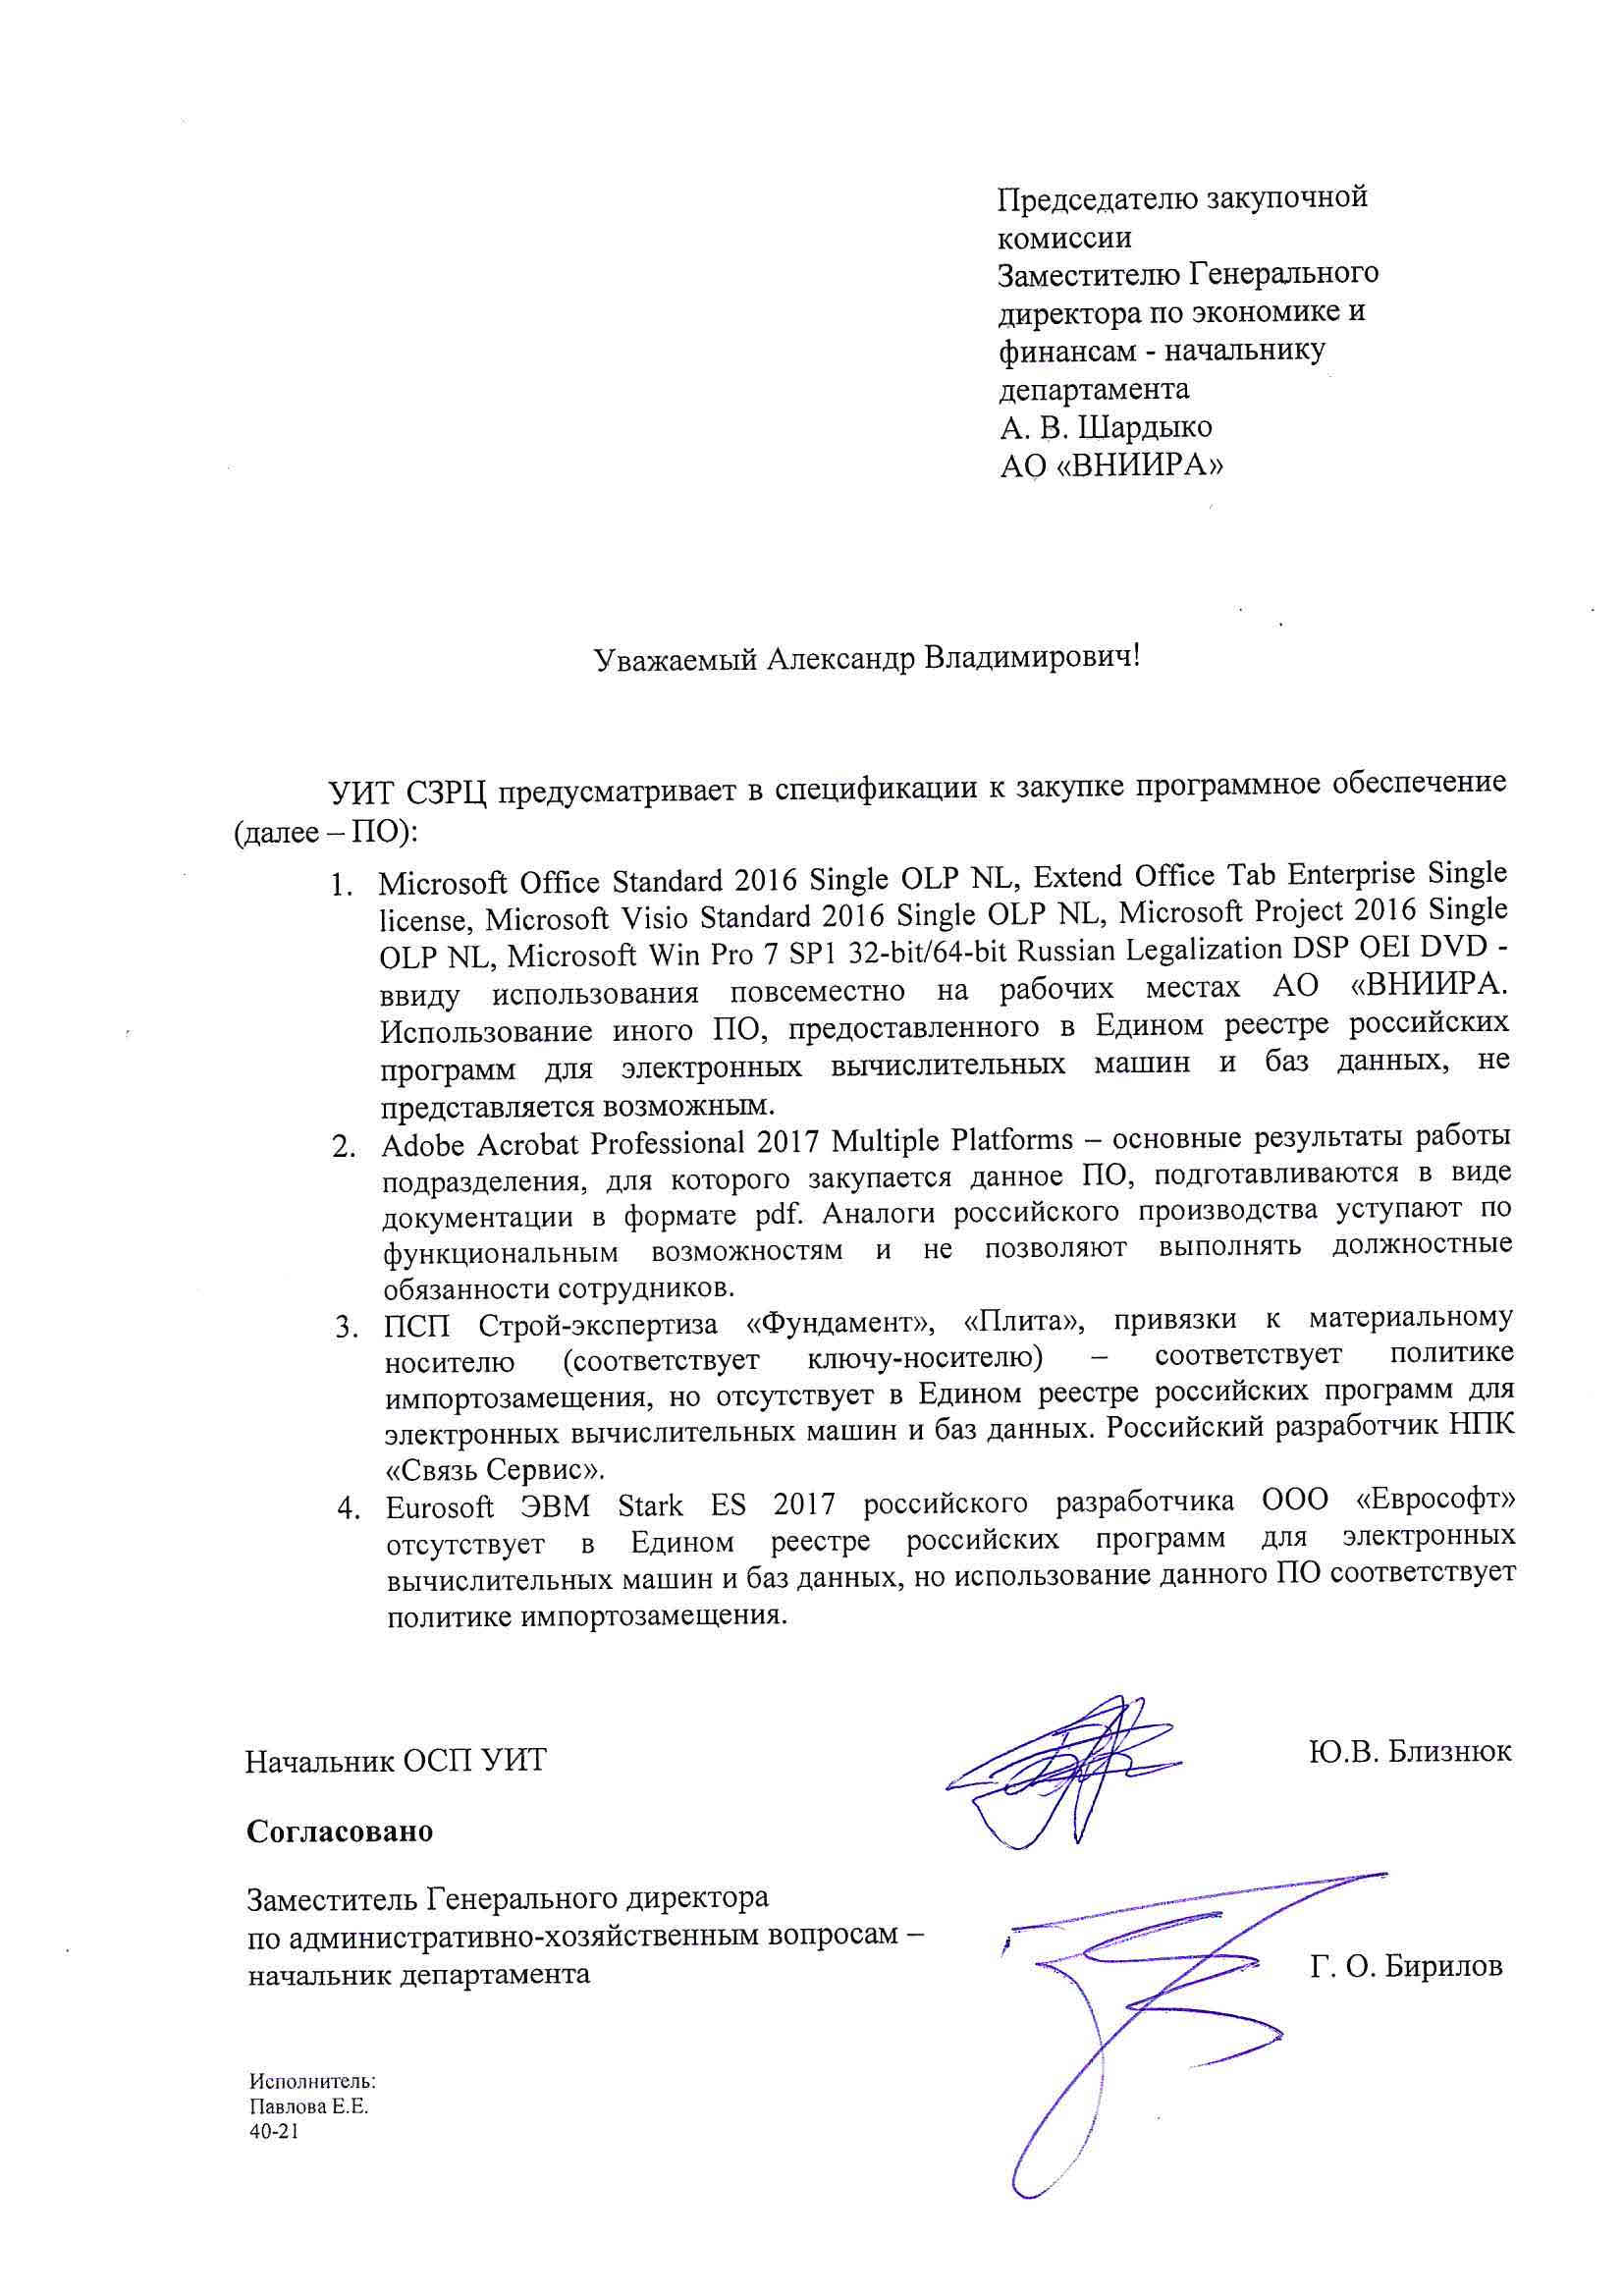 Председателю закупочной
комиссии
Заместителю Генерального
директора по экономике и
финансам - начальнику
департамента
А. В. Шардыко
АО «ВНИИРА»
Уважаемый Александр Владимирович!
УИТ СЗРЦ предусматривает в спецификации к закупке программное обеспечение
(далее – ПО):
1. Microsoft Office Standard 2016 Single OLP NL, Extend Office Tab Enterprise Single
license, Microsoft Visio Standard 2016 Single OLP NL, Microsoft Project 2016 Single
OLP NL, Microsoft Win Pro 7 SP1 32-bit/64-bit Russian Legalization DSP OEI DVD -
ввиду использования повсеместно на рабочих местах АО «ВНИИРА.
Использование иного ПО, предоставленного в Едином реестре российских
программ для электронных вычислительных машин и баз данных, не
представляется возможным.
2. Adobe Acrobat Professional 2017 Multiple Platforms – основные результаты работы
подразделения, для которого закупается данное ПО, подготавливаются в виде
документации в формате pdf. Аналоги российского производства уступают по
функциональным возможностям и не позволяют выполнять должностные
обязанности сотрудников.
3. ПСП Строй-экспертиза «Фундамент», «Плита», привязки к материальному
носителю (соответствует ключу-носителю) – соответствует политике
импортозамещения, но отсутствует в Едином реестре российских программ для
электронных вычислительных машин и баз данных. Российский разработчик НПК
«Связь Сервис».
4. Eurosoft ЭВМ Stark ES 2017 российского разработчика ООО «Еврософт»
отсутствует в Едином реестре российских программ для электронных
вычислительных машин и баз данных, но использование данного ПО соответствует
политике импортозамещения.
Начальник ОСП УИТ Ю.В. Близнюк
Согласовано
Заместитель Генерального директора
по административно-хозяйственным вопросам –
начальник департамента Г. О. Бирилов
Исполнитель:
Павлова Е.Е.
40-21